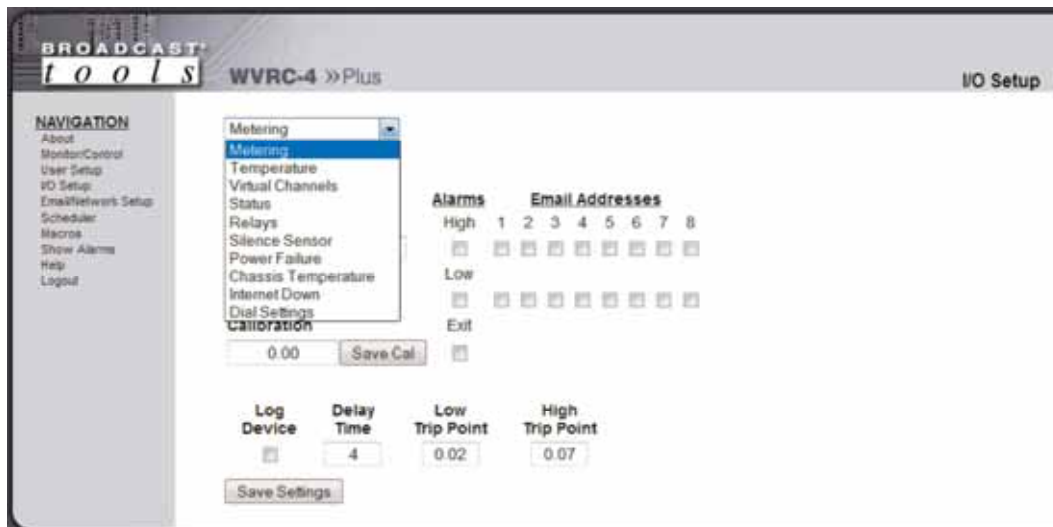 BROADCAST®
tools
WVRC-4 »Plus
I/O Setup
NAVIGATION
About
Monitor/Control
User Setup
I/O Setup
Email/Network Setup
Scheduler
Macros
Show Alarms
Help
Logout
Metering
Metering
Temperature
Virtual Channels
Status
Relays
Silence Sensor
Power Failure
Chassis Temperature
Internet Down
Dial Settings
Alarms Email Addresses
High 1 2 3 4 5 6 7 8
Low
Calibration
Exit
0.00 Save Cal
Log Device
Delay Time
Low Trip Point
High Trip Point
4 0.02 0.07
Save Settings